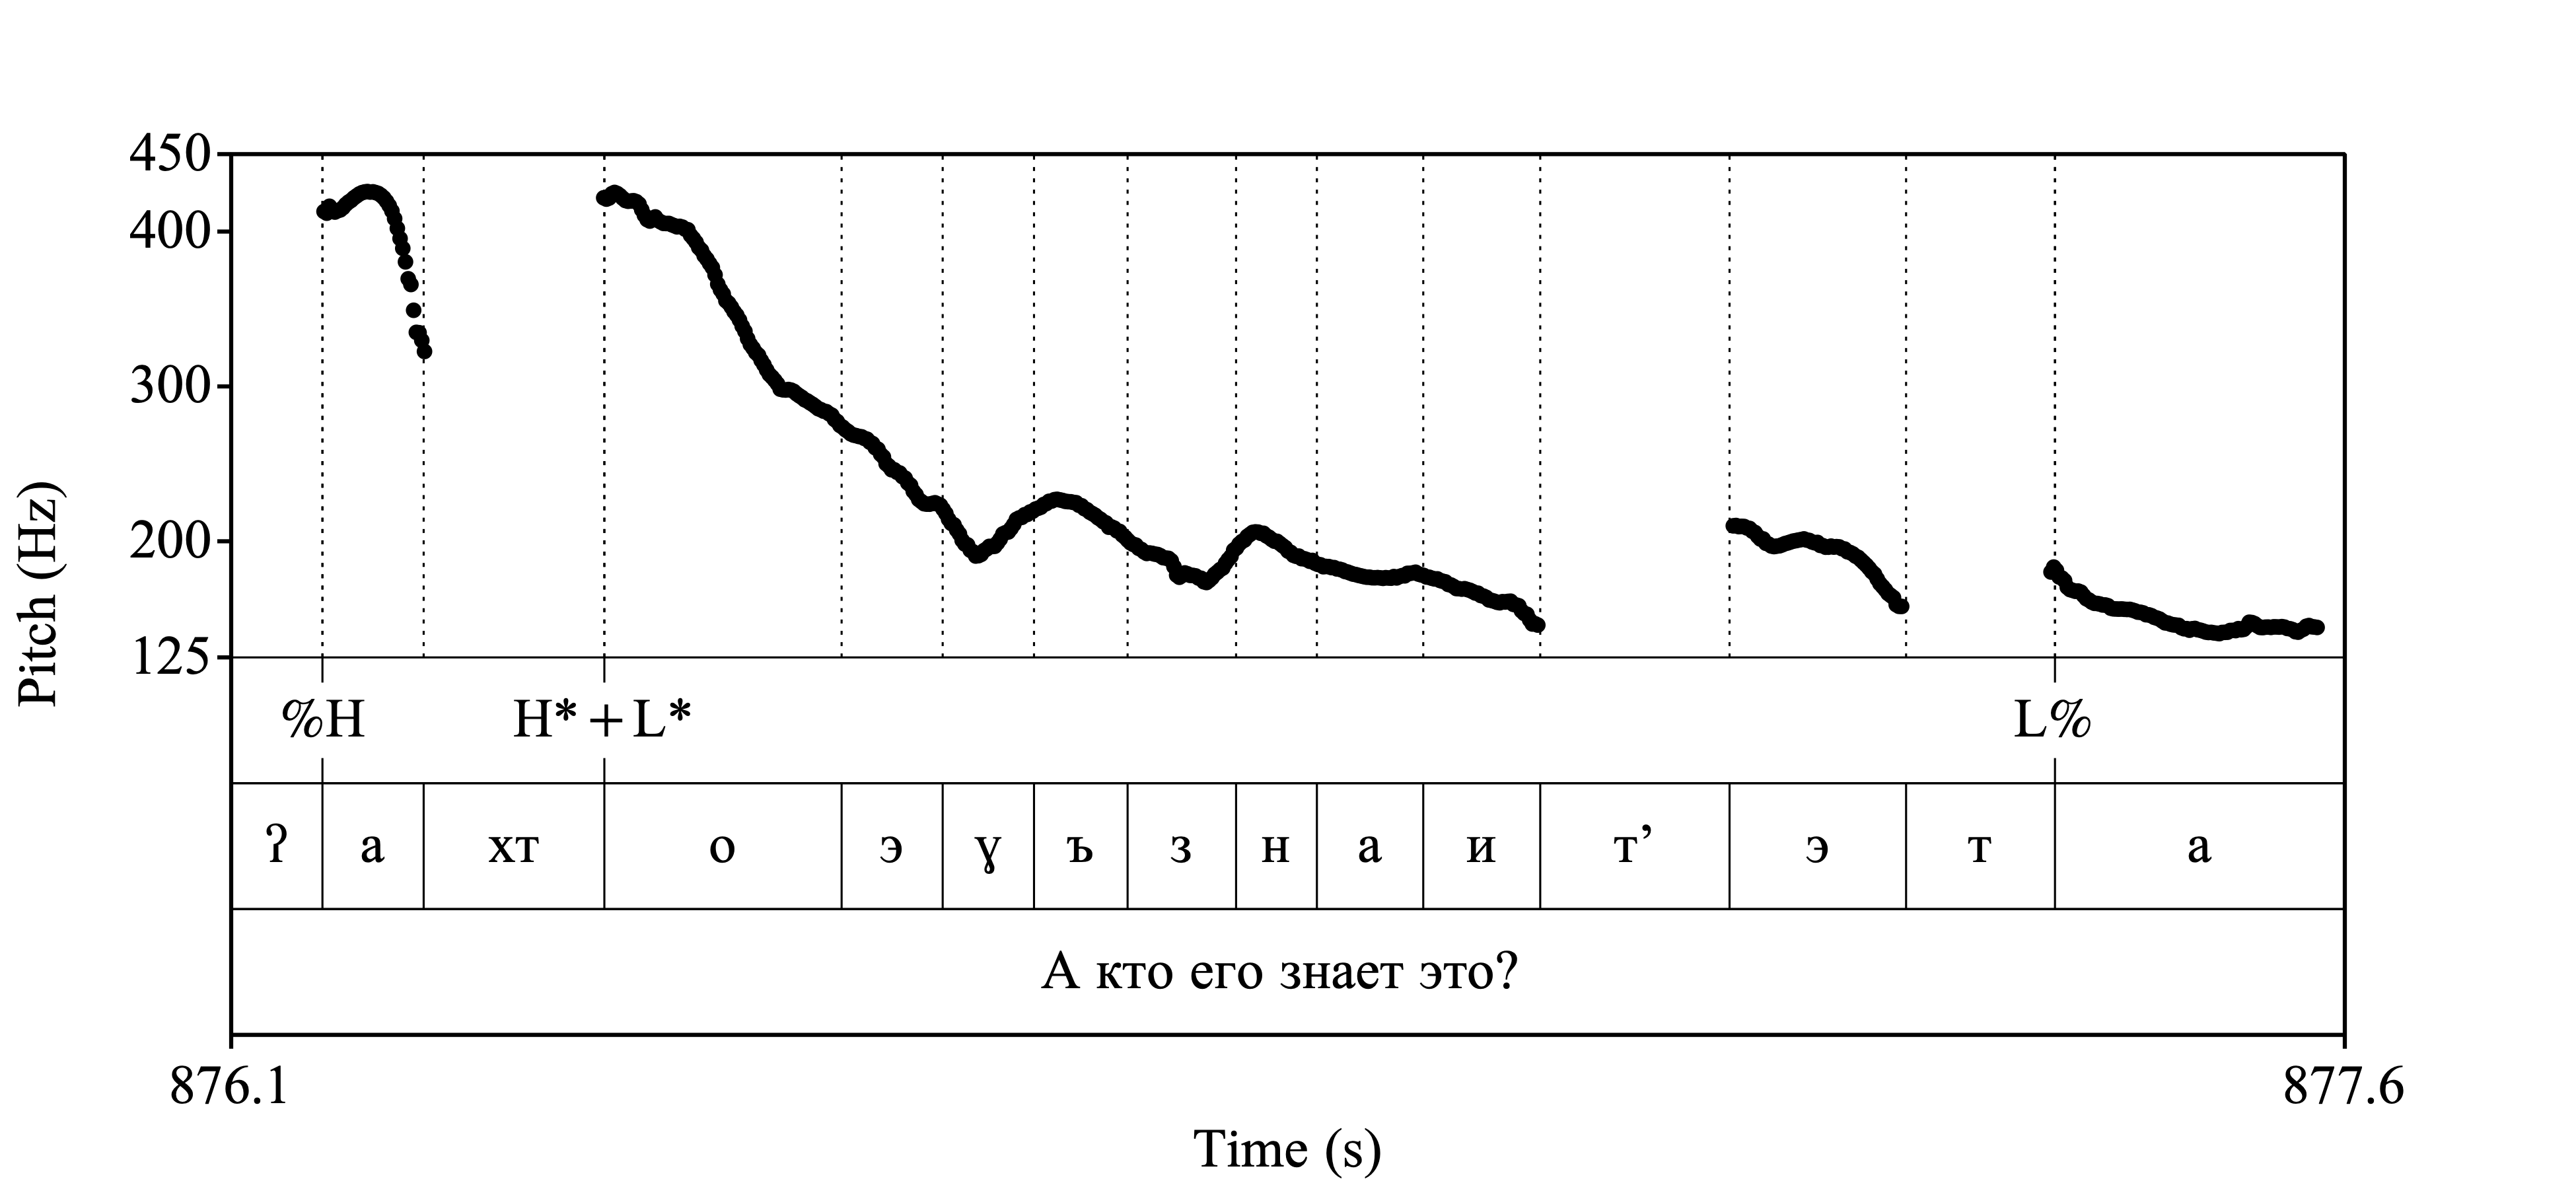 450
400
300
200
125
Pitch (Hz)
%H H* + L* L%
ʔ а хт о э ɣ ъ з н а и т’ э т а
А кто его знает это?
876.1 877.6
Time (s)